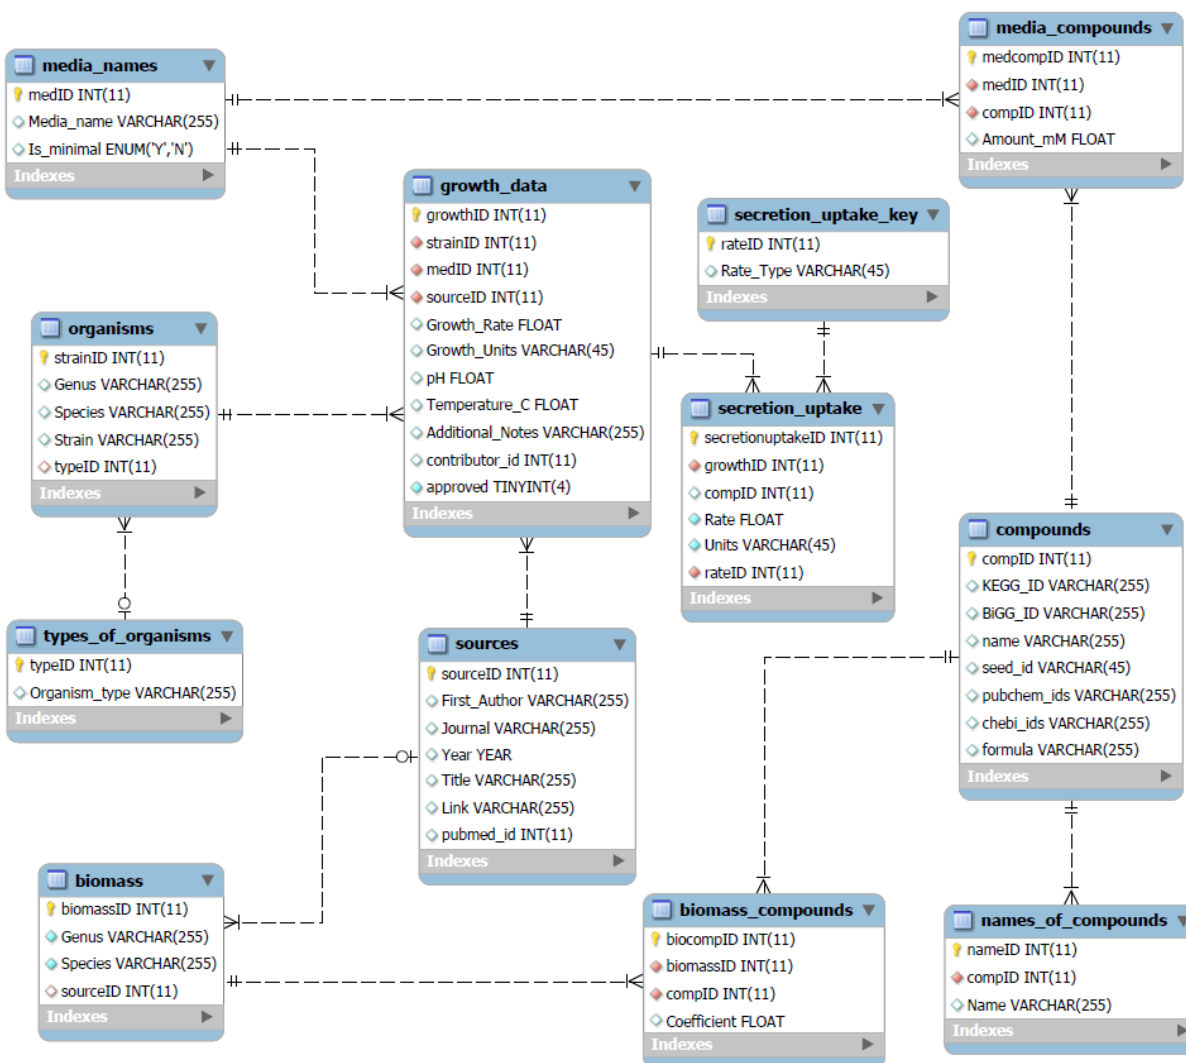 media_names
medID INT(11)
Media_name VARCHAR(255)
Is_minimal ENUM('Y','N')
Indexes
media_compounds
medcompID INT(11)
medID INT(11)
compID INT(11)
Amount_mM FLOAT
Indexes
growth_data
growthID INT(11)
strainID INT(11)
medID INT(11)
sourceID INT(11)
Growth_Rate FLOAT
Growth_Units VARCHAR(45)
pH FLOAT
Temperature_C FLOAT
Additional_Notes VARCHAR(255)
contributor_id INT(11)
approved TINYINT(4)
Indexes
secretion_uptake_key
rateID INT(11)
Rate_Type VARCHAR(45)
Indexes
organisms
strainID INT(11)
Genus VARCHAR(255)
Species VARCHAR(255)
Strain VARCHAR(255)
typeID INT(11)
Indexes
secretion_uptake
secretionuptakeID INT(11)
growthID INT(11)
compID INT(11)
Rate FLOAT
Units VARCHAR(45)
rateID INT(11)
Indexes
compounds
compID INT(11)
KEGG_ID VARCHAR(255)
BiGG_ID VARCHAR(255)
name VARCHAR(255)
seed_id VARCHAR(45)
pubchem_ids VARCHAR(255)
chebi_ids VARCHAR(255)
formula VARCHAR(255)
Indexes
types_of_organisms
typeID INT(11)
Organism_type VARCHAR(255)
Indexes
sources
sourceID INT(11)
First_Author VARCHAR(255)
Journal VARCHAR(255)
Year YEAR
Title VARCHAR(255)
Link VARCHAR(255)
pubmed_id INT(11)
Indexes
biomass
biomassID INT(11)
Genus VARCHAR(255)
Species VARCHAR(255)
sourceID INT(11)
Indexes
biomass_compounds
biocompID INT(11)
biomassID INT(11)
compID INT(11)
Coefficient FLOAT
Indexes
names_of_compounds
nameID INT(11)
compID INT(11)
Name VARCHAR(255)
Indexes